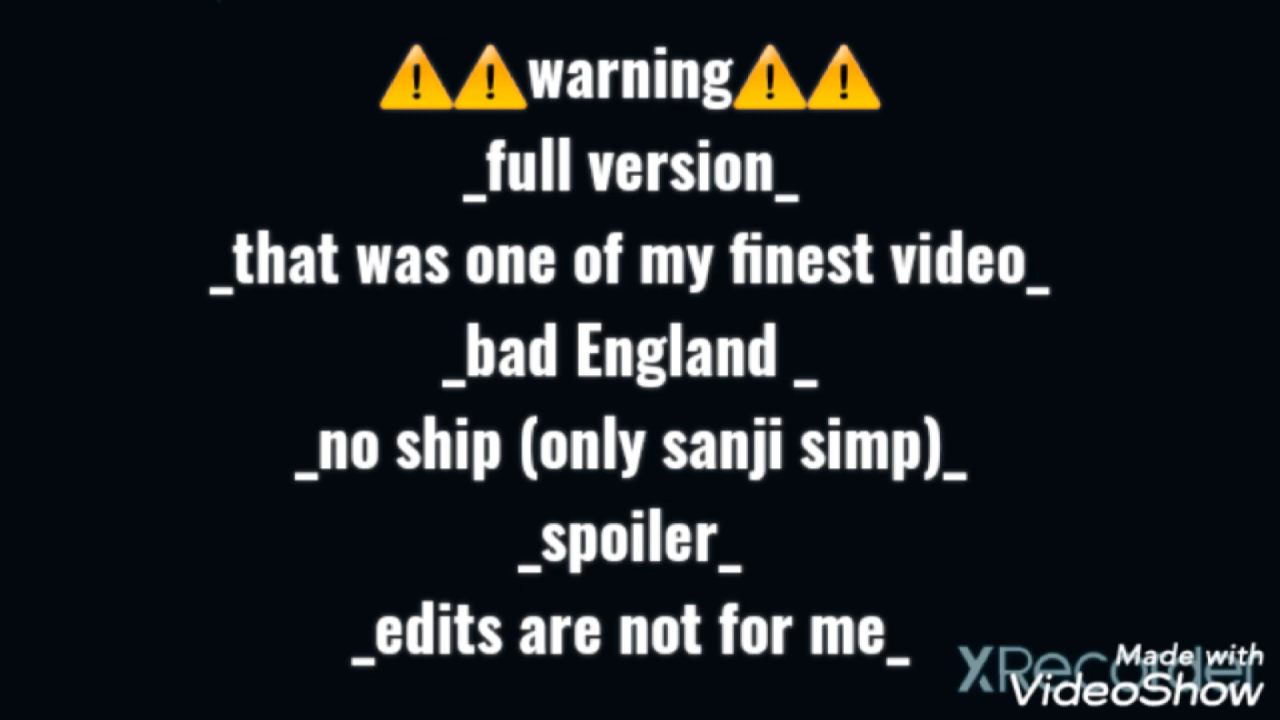 ⚠️⚠️warning⚠️⚠️
_full version_
_that was one of my finest video_
_bad England _
_no ship (only sanji simp)_
_spoiler_
_edits are not for me_
XRecorder
Made with
VideoShow